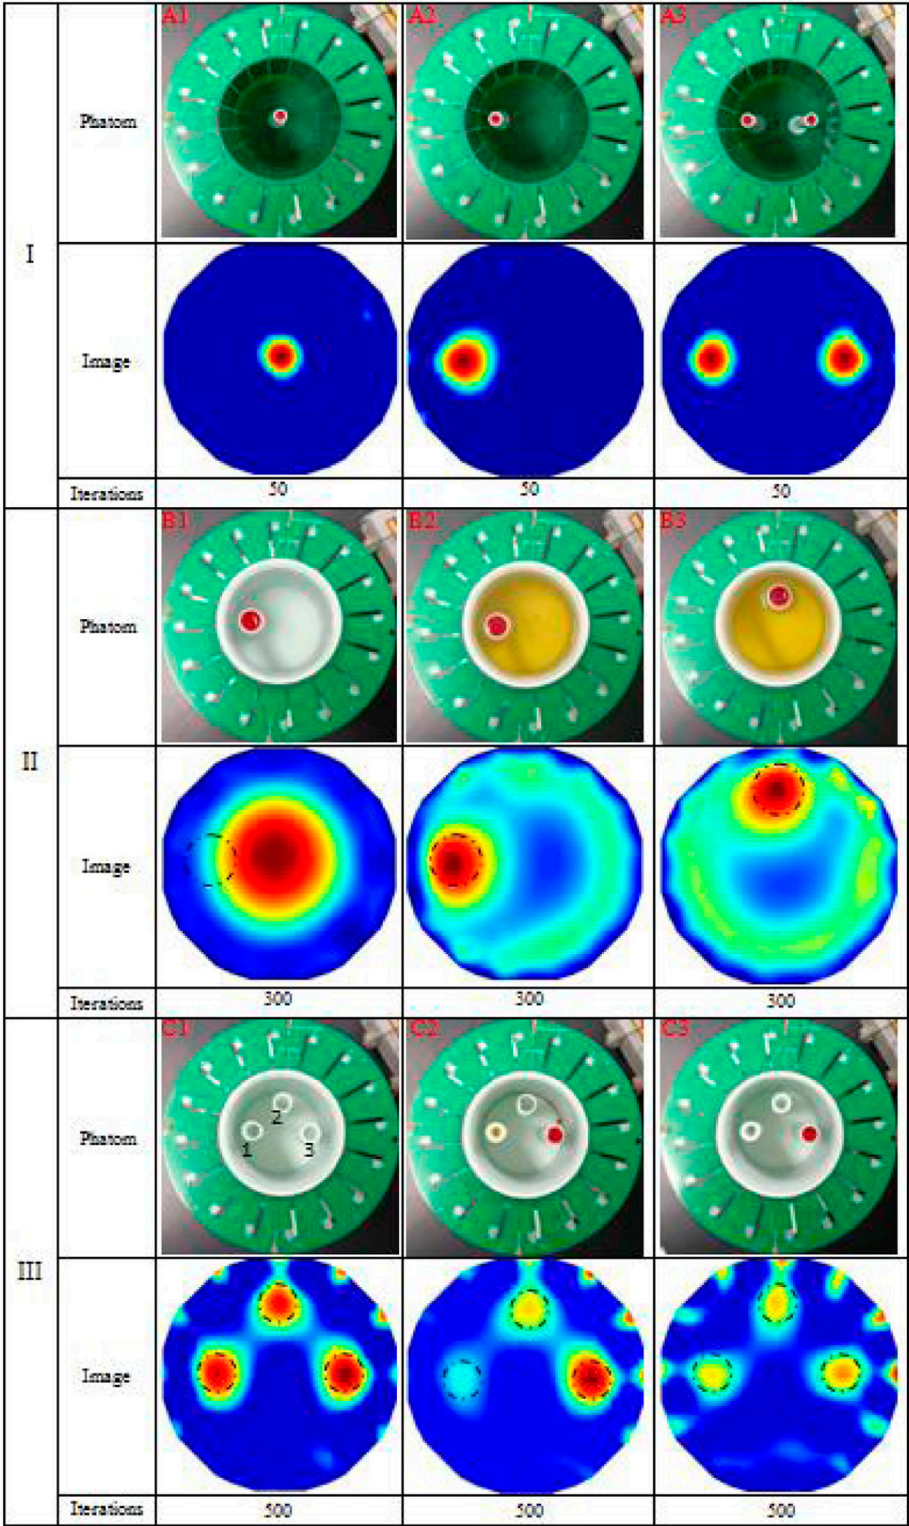 A1 A2 A3
Phatom
I
Image
Iterations 50 50 50
B1 B2 B3
Phatom
II
Image
Iterations 300 300 300
C1 C2 C3
Phatom
1 2 3
III
Image
Iterations 500 500 500